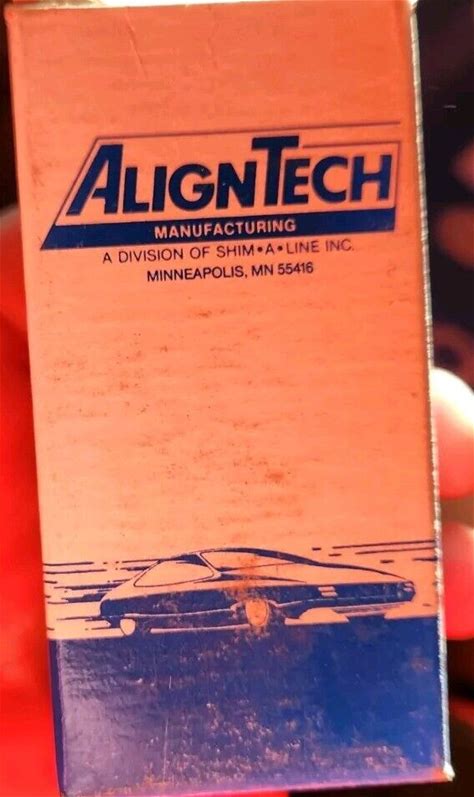 ALIGNTECH
MANUFACTURING
A DIVISION OF SHIM•A•LINE INC.
MINNEAPOLIS, MN 55416